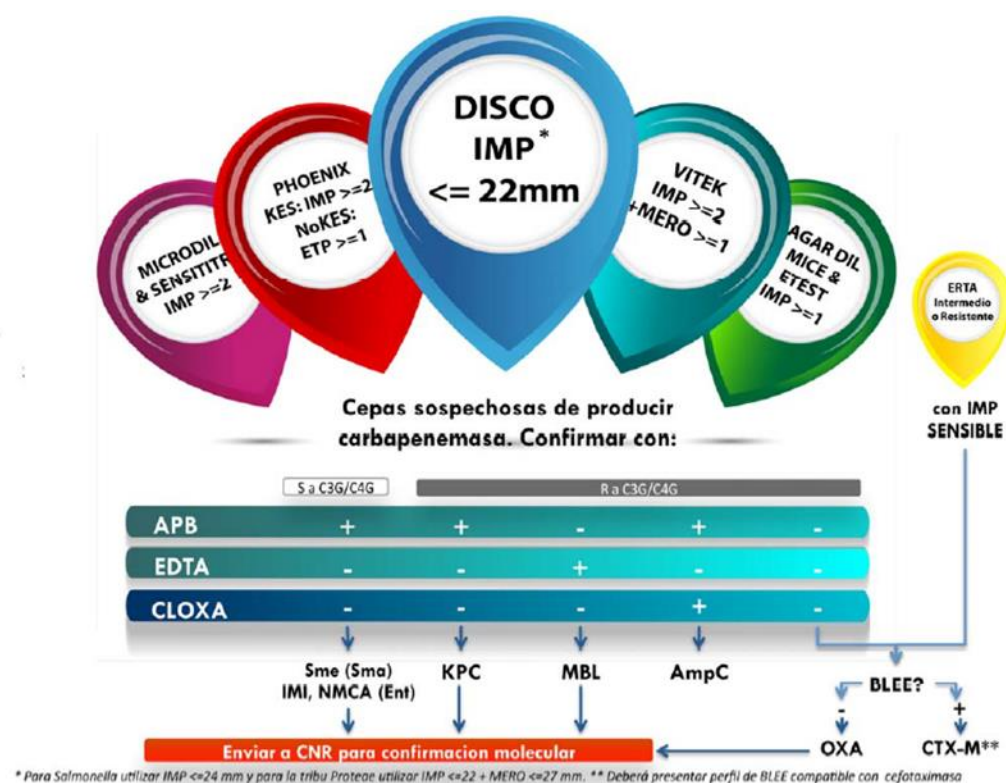 DISCO
IMP*
<= 22mm
PHOENIX
KES: IMP >=2
NoKES:
ETP >=1
VITEK
IMP >=2
+MERO >=1
MICRODIL
& SENSITITR
IMP >=2
AGAR DIL
MICE &
ETEST
IMP >=1
ERTA
Intermedio
o Resistente
con IMP
SENSIBLE
Cepas sospechosas de producir
carbapenemasa. Confirmar con:
S a C3G/C4G R a C3G/C4G
APB + + - + -
EDTA - - + - -
CLOXA - - - + -
Sme (Sma) KPC MBL AmpC
IMI, NMCA (Ent)
BLEE?
- +
OXA CTX-M**
Enviar a CNR para confirmacion molecular
* Para Salmonella utilizar IMP <=24 mm y para la tribu Proteae utilizar IMP <=22 + MERO <=27 mm. ** Deberá presentar perfil de BLEE compatible con cefotaximasa